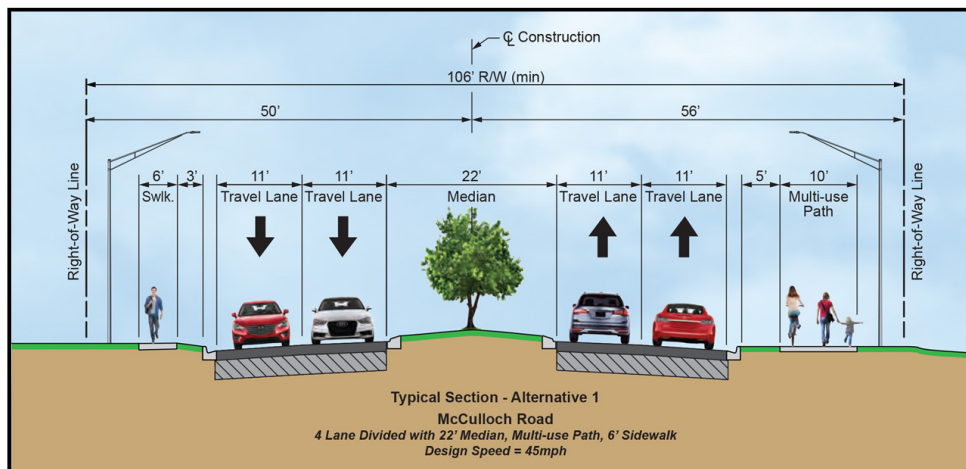 ℄ Construction
106' R/W (min)
50' 56'
Right-of-Way Line
6' 3' 11' 11' 22' 11' 11' 5' 10'
Swlk. Travel Lane Travel Lane Median Travel Lane Travel Lane Multi-use
Path
Right-of-Way Line
Typical Section - Alternative 1
McCulloch Road
4 Lane Divided with 22' Median, Multi-use Path, 6' Sidewalk
Design Speed = 45mph